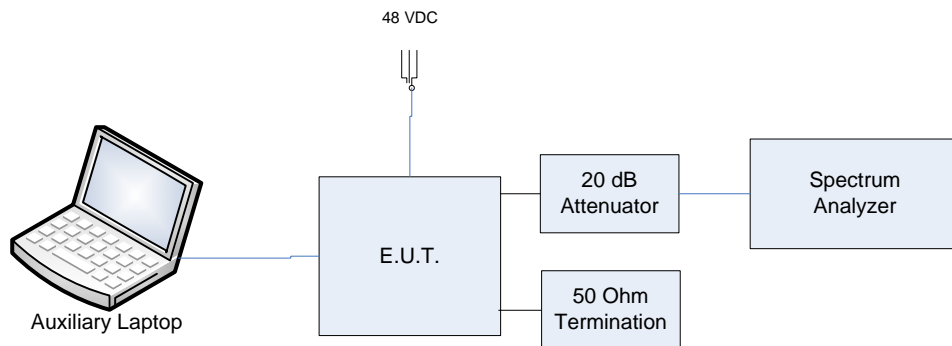 48 VDC
20 dB
Attenuator
Spectrum
Analyzer
E.U.T.
50 Ohm
Termination
Auxiliary Laptop